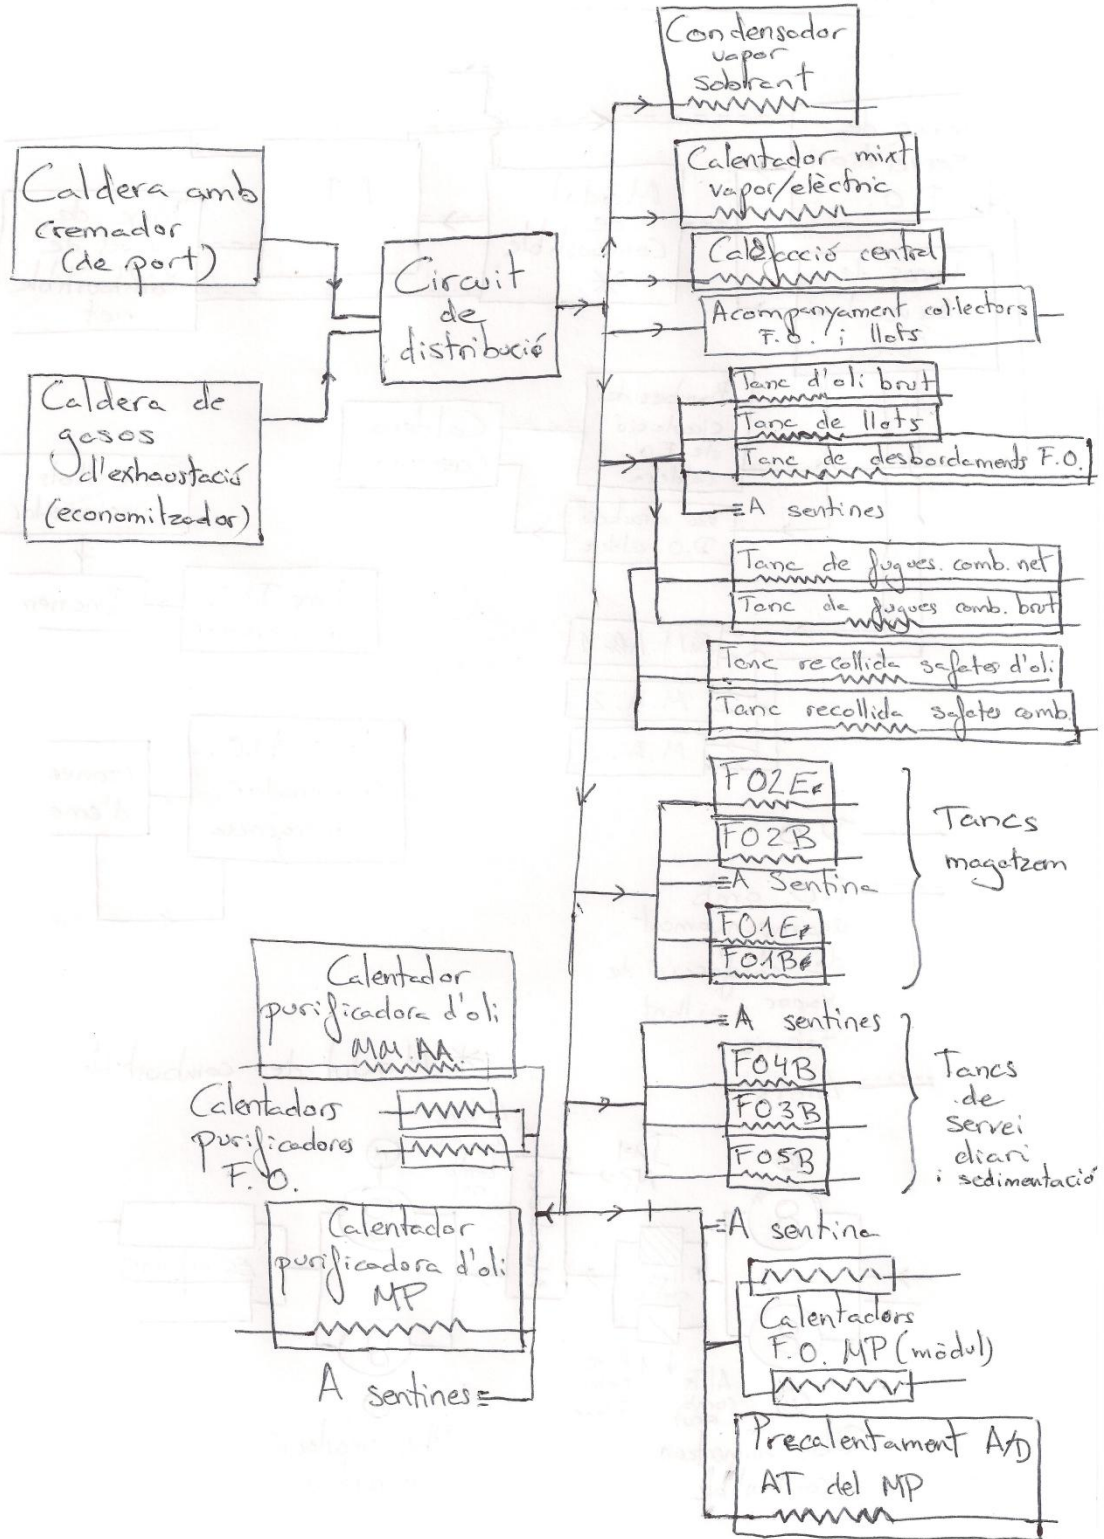 Condensador
vapor
sobrant
Calentador mixt
vapor/elèctric
Calefacció central
Acompanyament col·lectors
F.O. i llots
Caldera amb
cremador
(de port)
Circuit
de
distribució
Caldera de
gasos
d'exhaustació
(economitzador)
Tanc d'oli brut
Tanc de llots
Tanc de desbordaments F.O.
A sentines
Tanc de fugues. comb. net
Tanc de fugues comb. brut
Tanc recollida safates d'oli
Tanc recollida safates comb.
FO2Er
FO2B
A Sentina
FO1Er
FO1B
Tancs
magatzem
Calentador
purificadora d'oli
MM.AA.
Calentadors
purificadores
F.O.
Calentador
purificadora d'oli
MP
A sentines
A sentines
FO4B
FO3B
FO5B
Tancs
de
servei
diari
i sedimentació
A sentina
Calentadors
F.O. MP (mòdul)
Precalentament A/D
AT del MP